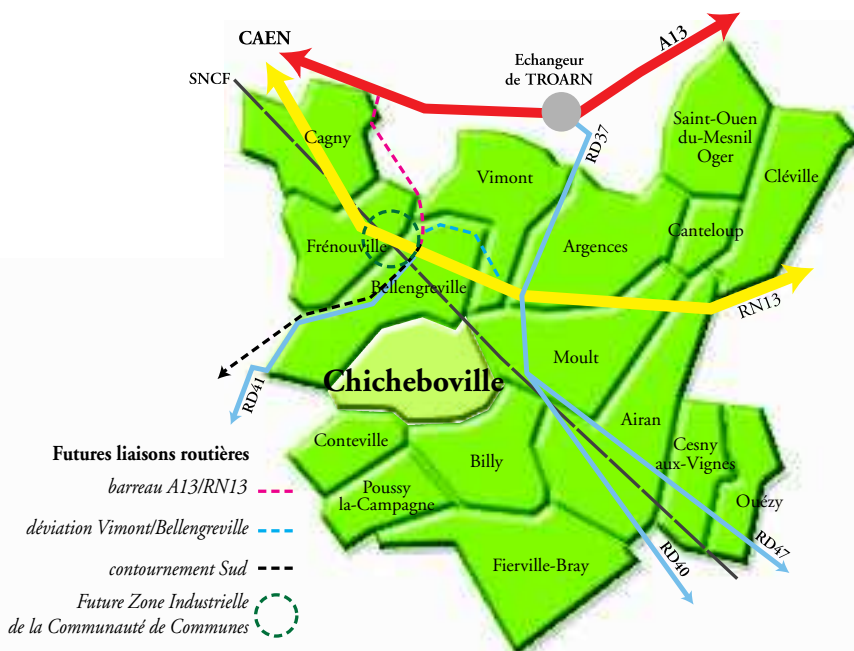 CAEN
A13
Echangeur
de TROARN
SNCF
Saint-Ouen
du-Mesnil
Oger
Cagny
RD37
Vimont
Cléville
Canteloup
Frénouville
Argences
Bellengreville
RN13
Moult
Chicheboville
RD41
Airan
Conteville
Cesny
aux-Vignes
Billy
Futures liaisons routières
barreau A13/RN13
Poussy
la-Campagne
Ouézy
déviation Vimont/Bellengreville
RD47
RD40
contournement Sud
Fierville-Bray
Future Zone Industrielle
de la Communauté de Communes